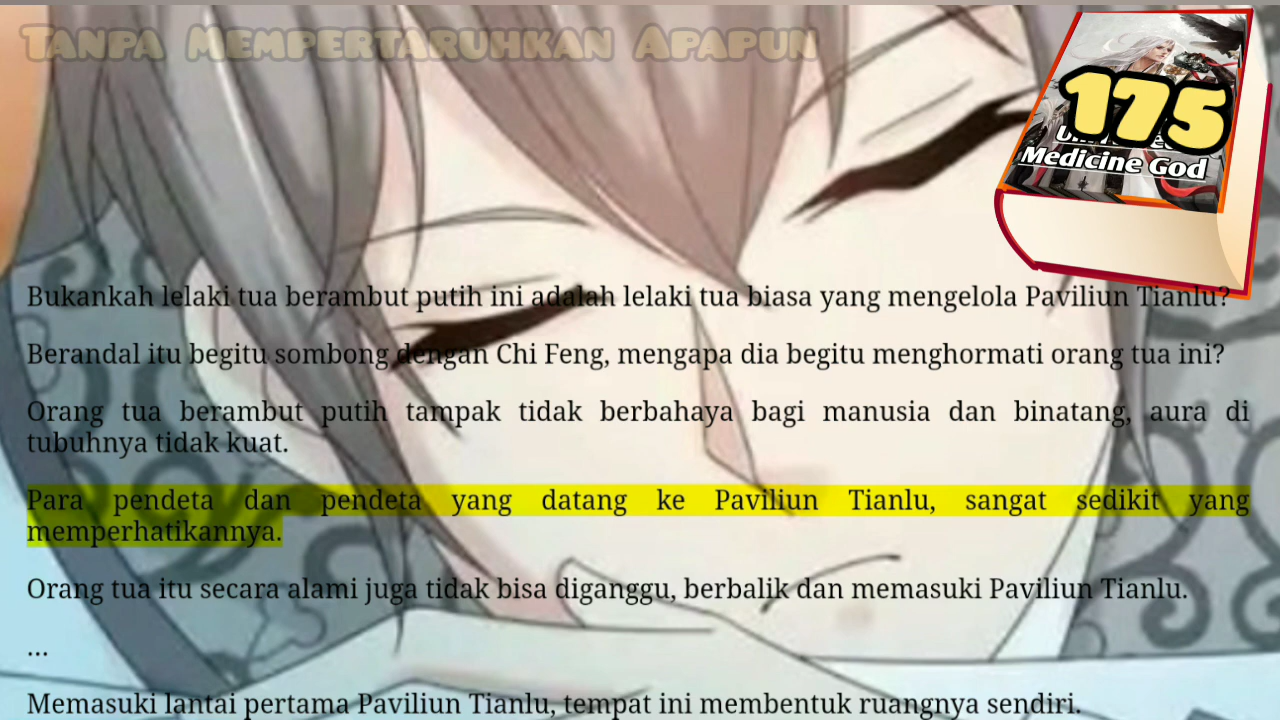 Tanpa Mempertaruhkan Apapun
175
Medicine God
Bukankah lelaki tua berambut putih ini adalah lelaki tua biasa yang mengelola Paviliun Tianlu?
Berandal itu begitu sombong dengan Chi Feng, mengapa dia begitu menghormati orang tua ini?
Orang tua berambut putih tampak tidak berbahaya bagi manusia dan binatang, aura di
tubuhnya tidak kuat.
Para pendeta dan pendeta yang datang ke Paviliun Tianlu, sangat sedikit yang
memperhatikannya.
Orang tua itu secara alami juga tidak bisa diganggu, berbalik dan memasuki Paviliun Tianlu.
...
Memasuki lantai pertama Paviliun Tianlu, tempat ini membentuk ruangnya sendiri.